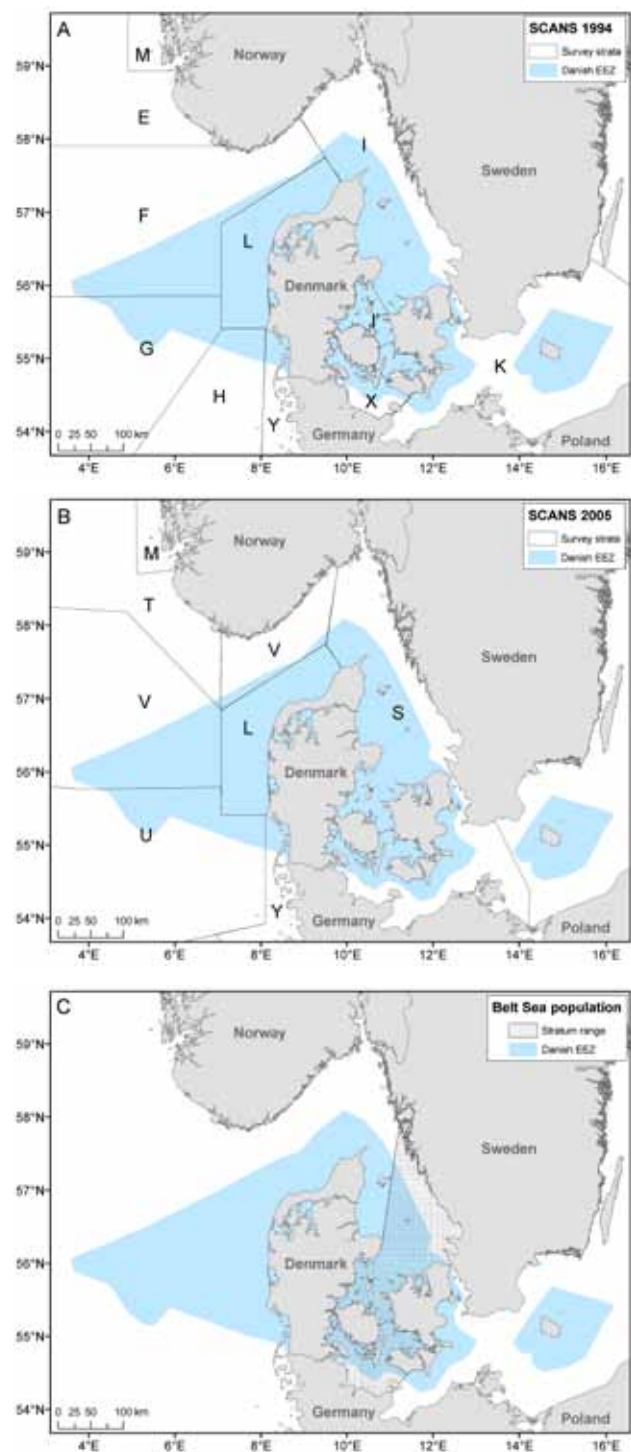 A
SCANS 1994
Survey strata
Danish EEZ
59°N
58°N
57°N
56°N
55°N
54°N
M
Norway
E
I
Sweden
F
L
Denmark
I'
G
K
H
X
Y
Germany
Poland
0 25 50 100 km
4°E 6°E 8°E 10°E 12°E 14°E 16°E
B
SCANS 2005
Survey strata
Danish EEZ
59°N
58°N
57°N
56°N
55°N
54°N
M
Norway
T
V
Sweden
V
L
S
Denmark
U
Y
Germany
Poland
0 25 50 100 km
4°E 6°E 8°E 10°E 12°E 14°E 16°E
C
Belt Sea population
Stratum range
Danish EEZ
59°N
58°N
57°N
56°N
55°N
54°N
Norway
Sweden
Denmark
Germany
Poland
0 25 50 100 km
4°E 6°E 8°E 10°E 12°E 14°E 16°E